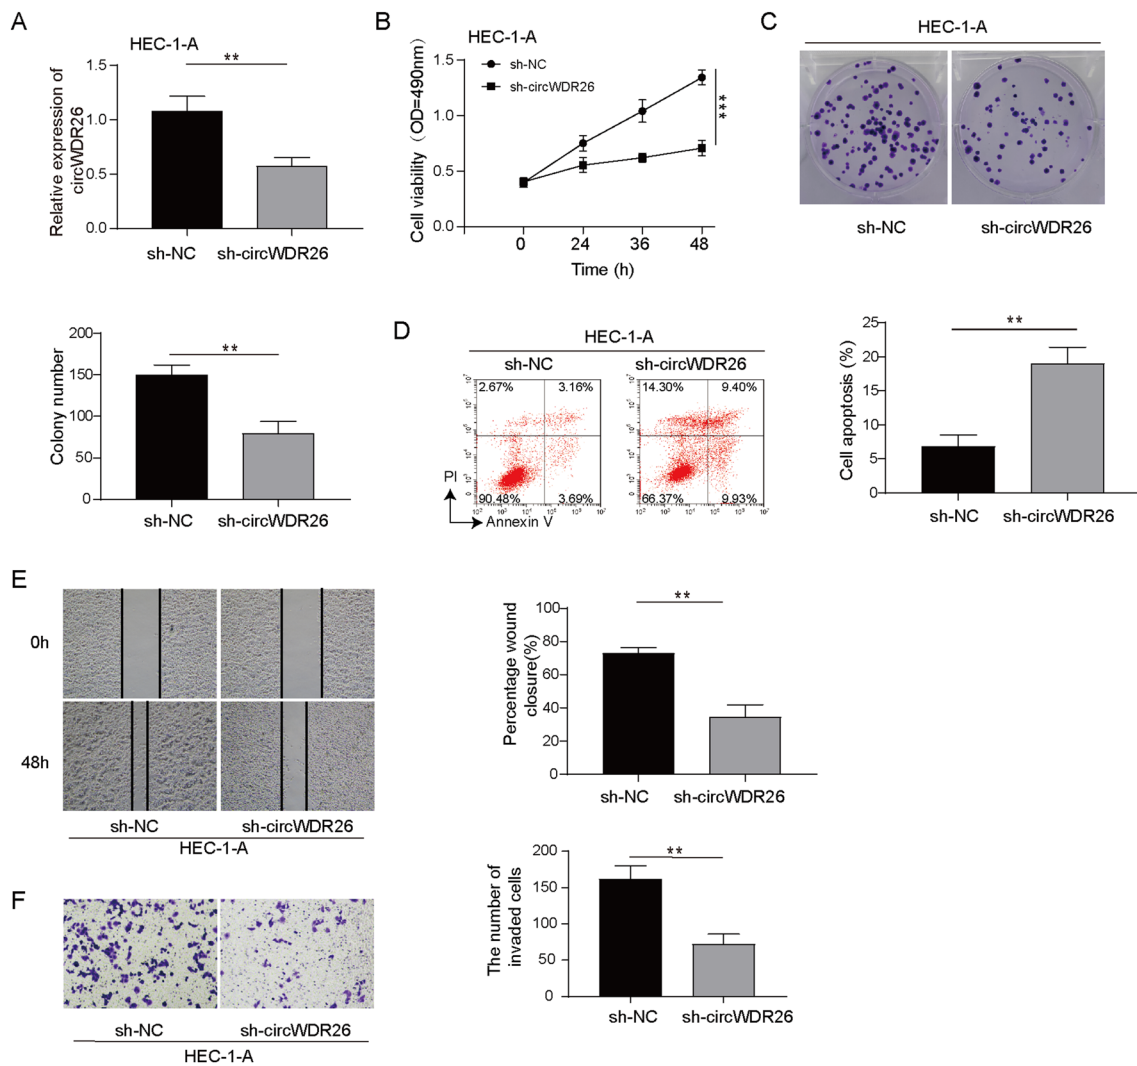 A
HEC-1-A
**
Relative expression of
circWDR26
1.5
1.0
0.5
0.0
sh-NC sh-circWDR26
B
HEC-1-A
sh-NC
sh-circWDR26
***
Cell viability ( OD=490nm)
1.5
1.0
0.5
0.0
0 24 36 48
Time (h)
C
HEC-1-A
sh-NC sh-circWDR26
Colony number
200
150
100
50
0
**
sh-NC sh-circWDR26
D
HEC-1-A
sh-NC sh-circWDR26
2.67% 3.16%
90.48% 3.69%
14.30% 9.40%
66.37% 9.93%
PI
Annexin V
Cell apoptosis (%)
25
20
15
10
5
0
**
sh-NC sh-circWDR26
E
0h
48h
sh-NC sh-circWDR26
HEC-1-A
Percentage wound
closure(%)
100
80
60
40
20
0
**
sh-NC sh-circWDR26
F
sh-NC sh-circWDR26
HEC-1-A
The number of
invaded cells
200
150
100
50
0
**
sh-NC sh-circWDR26